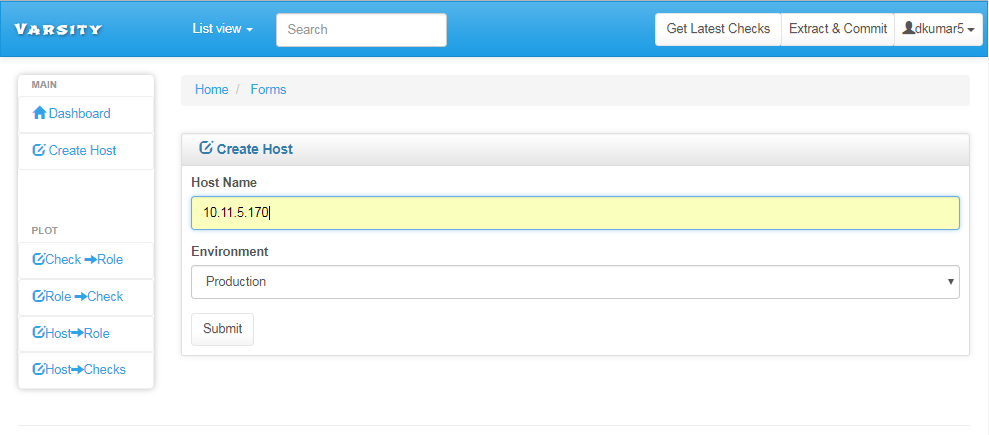 VARSITY
List view
Search
Get Latest Checks
Extract & Commit
dkumar5
MAIN
Dashboard
Create Host
PLOT
Check Role
Role Check
Host Role
Host Checks
Home / Forms
Create Host
Host Name
10.11.5.170
Environment
Production
Submit